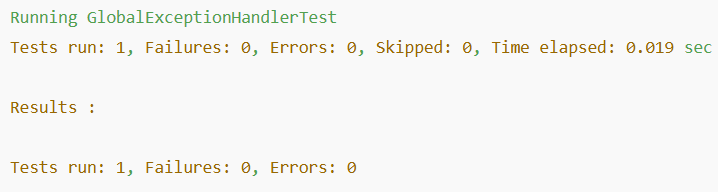 Running GlobalExceptionHandlerTest
Tests run: 1, Failures: 0, Errors: 0, Skipped: 0, Time elapsed: 0.019 sec
Results :
Tests run: 1, Failures: 0, Errors: 0